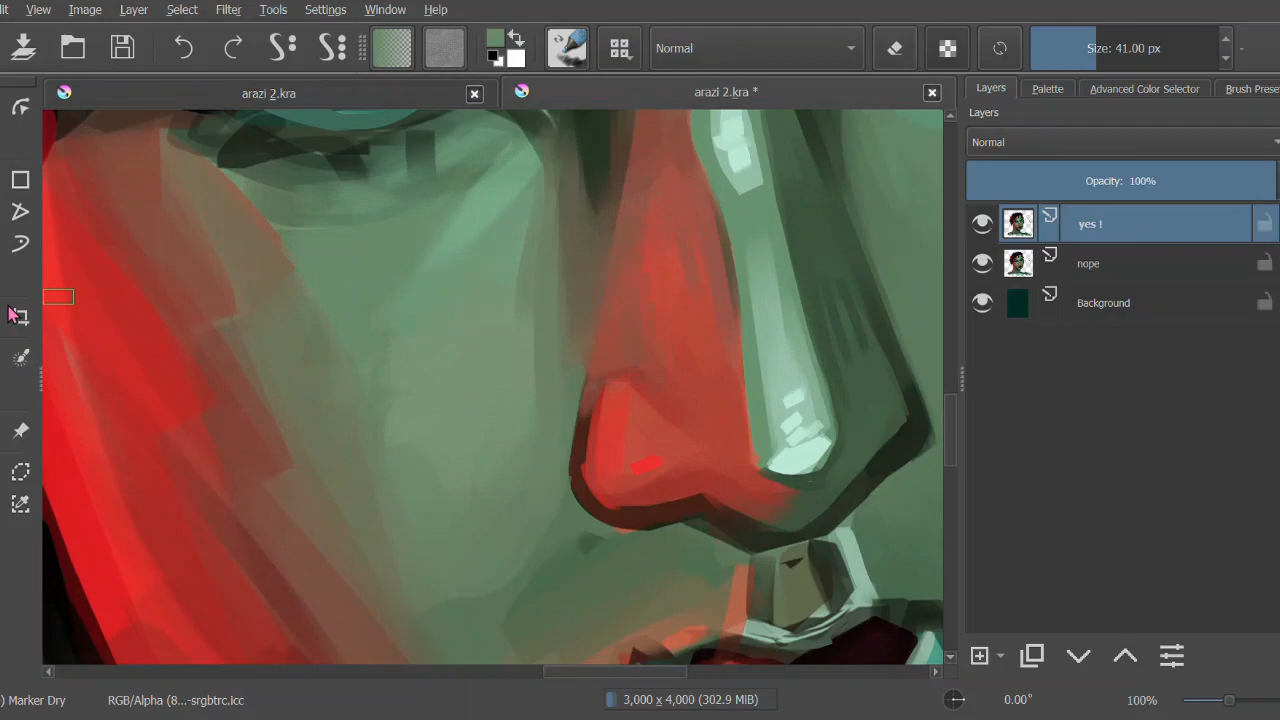 View Image Layer Select Filter Tools Settings Window Help
Normal
Size: 41.00 px
arazi 2.kra
arazi 2.kra *
Layers
Palette
Advanced Color Selector
Layers
Normal
Opacity: 100%
yes !
nope
Background
) Marker Dry
RGB/Alpha (8...-srgbtrc.icc
3,000 x 4,000 (302.9 MiB)
0.00°
100%